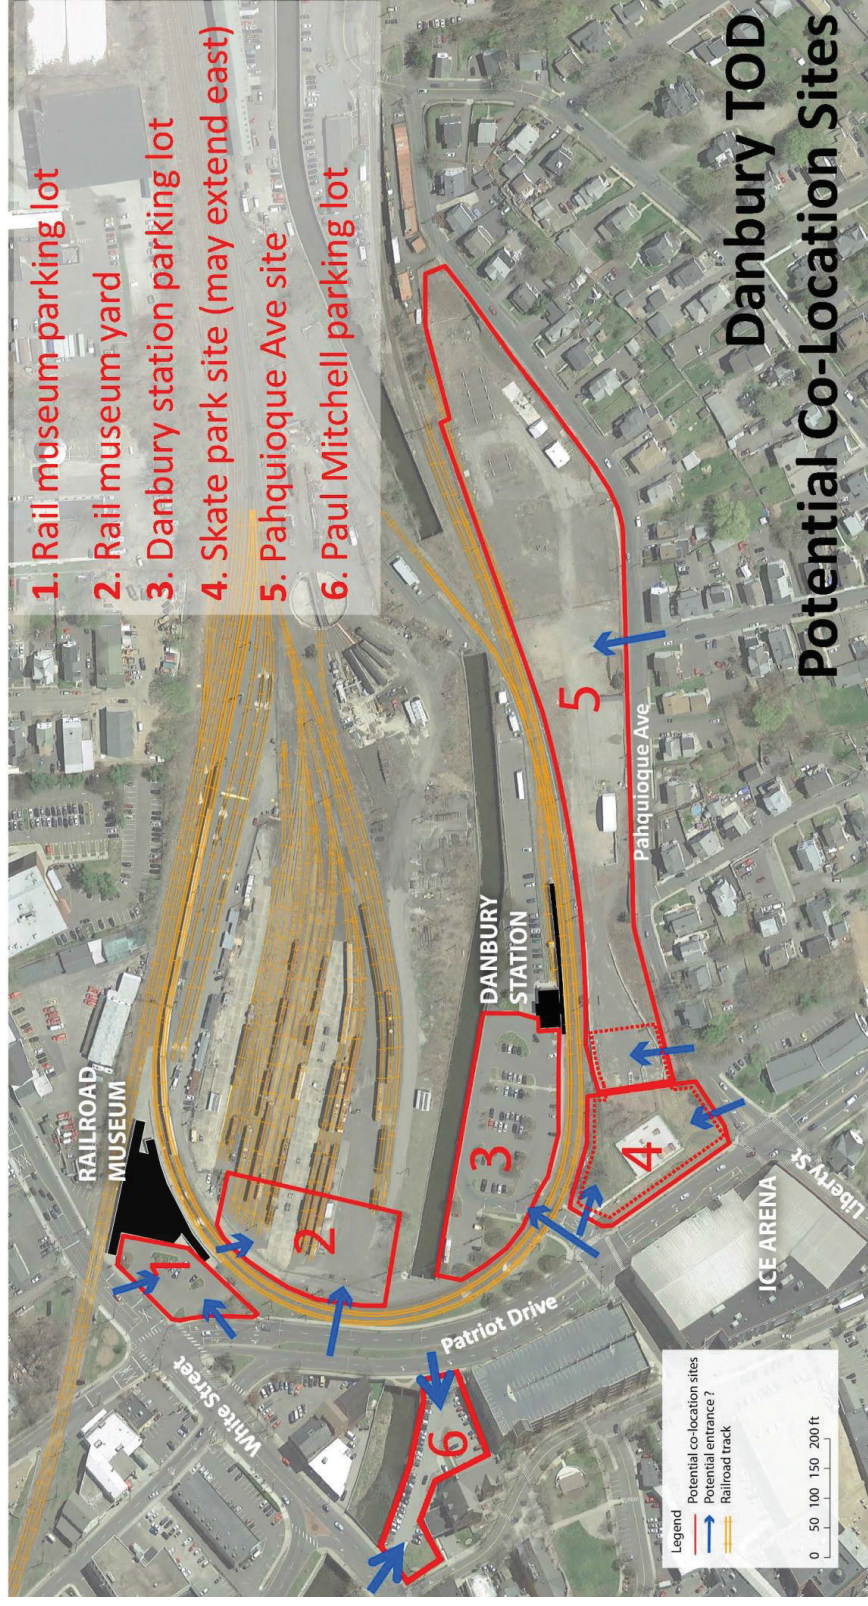 1. Rail museum parking lot
2. Rail museum yard
3. Danbury station parking lot
4. Skate park site (may extend east)
5. Pahquioque Ave site
6. Paul Mitchell parking lot
RAILROAD
MUSEUM
1
2
White Street
Patriot Drive
6
3
DANBURY
STATION
5
Pahquioque Ave
4
ICE ARENA
Liberty St
Legend
Potential co-location sites
Potential entrance ?
Railroad track
0 50 100 150 200 ft
Danbury TOD
Potential Co-Location Sites